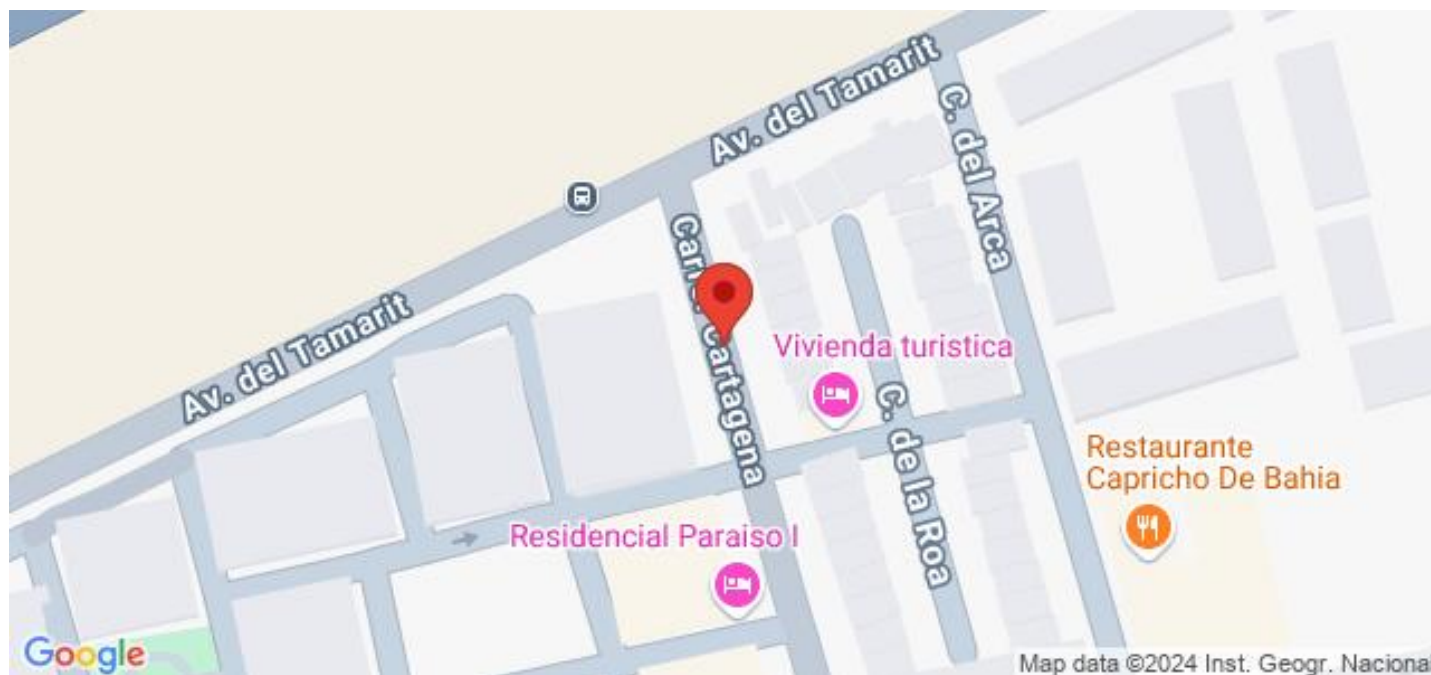 Av. del Tamarit
C. del Arca
Av. del Tamarit
Cartagena
Vivienda turistica
C. de la Roa
Restaurante
Capricho De Bahia
Residencial Paraiso I
Google
Map data ©2024 Inst. Geogr. Nacional